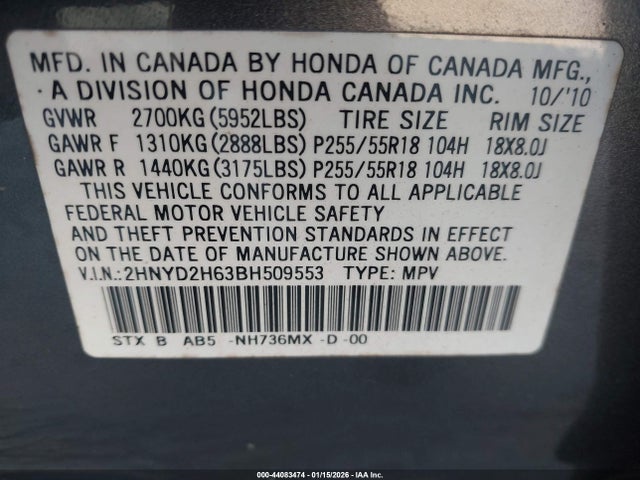 MFD. IN CANADA BY HONDA OF CANADA MFG.,
A DIVISION OF HONDA CANADA INC. 10/'10
GVWR 2700KG(5952LBS) TIRE SIZE RIM SIZE
GAWR F 1310KG(2888LBS) P255/55R18 104H 18X8.0J
GAWR R 1440KG(3175LBS) P255/55R18 104H 18X8.0J
THIS VEHICLE CONFORMS TO ALL APPLICABLE
FEDERAL MOTOR VEHICLE SAFETY
AND THEFT PREVENTION STANDARDS IN EFFECT
ON THE DATE OF MANUFACTURE SHOWN ABOVE.
V.I.N.:2HNYD2H63BH509553 TYPE: MPV
STX B AB5 -NH736MX -D -00
000-44083474 - 01/15/2026 - IAA Inc.